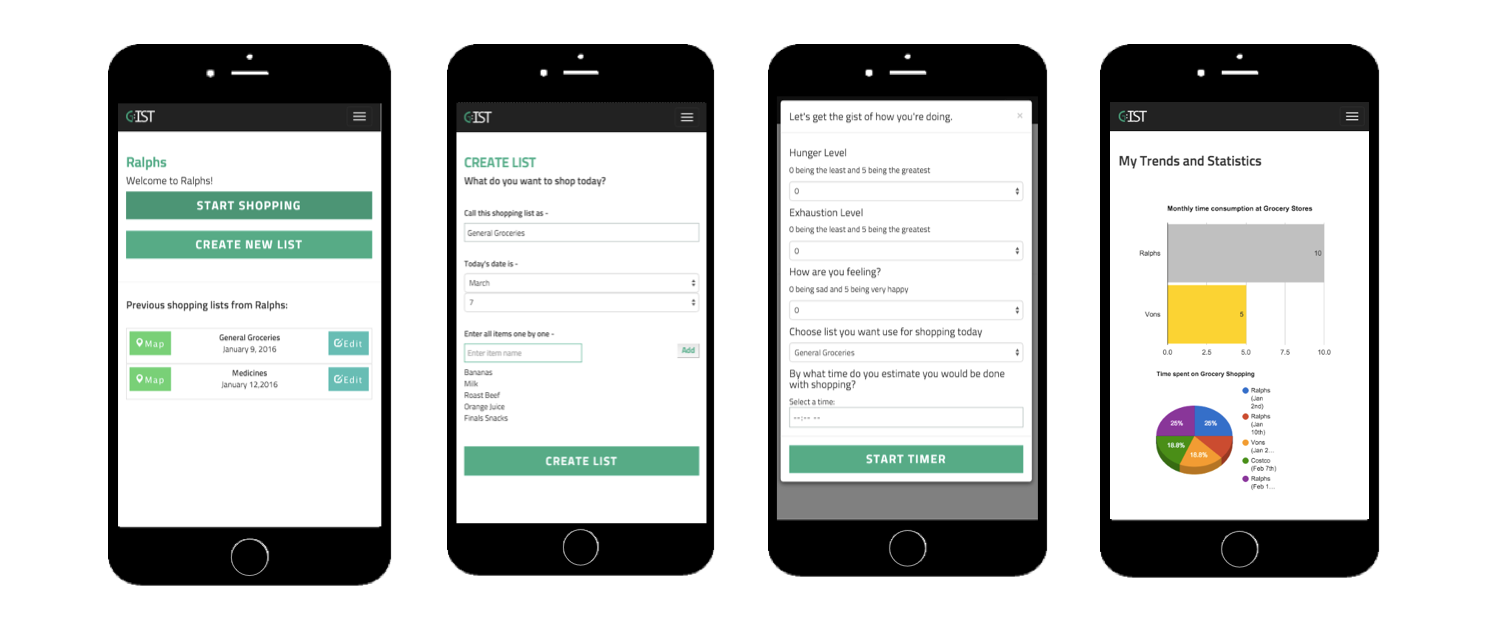 GIST
Ralphs
Welcome to Ralphs!
START SHOPPING
CREATE NEW LIST
Previous shopping lists from Ralphs:
Map
General Groceries
January 9, 2016
Edit
Map
Medicines
January 12,2016
Edit
GIST
CREATE LIST
What do you want to shop today?
Call this shopping list as -
General Groceries
Today's date is -
March
7
Enter all items one by one -
Enter item name
Add
Bananas
Milk
Roast Beef
Orange Juice
Finals Snacks
CREATE LIST
Let's get the gist of how you're doing.
×
Hunger Level
0 being the least and 5 being the greatest
0
Exhaustion Level
0 being the least and 5 being the greatest
0
How are you feeling?
0 being sad and 5 being very happy
0
Choose list you want use for shopping today
General Groceries
By what time do you estimate you would be done
with shopping?
Select a time:
--:-- --
START TIMER
GIST
My Trends and Statistics
Monthly time consumption at Grocery Stores
Ralphs
10
Vons
5
0.0 2.5 5.0 7.5 10.0
Time spent on Grocery Shopping
25%
25%
18.8%
18.8%
Ralphs
(Jan
2nd)
Ralphs
(Jan
10th)
Vons
(Jan 2...
Costco
(Feb 7th)
Ralphs
(Feb 1...